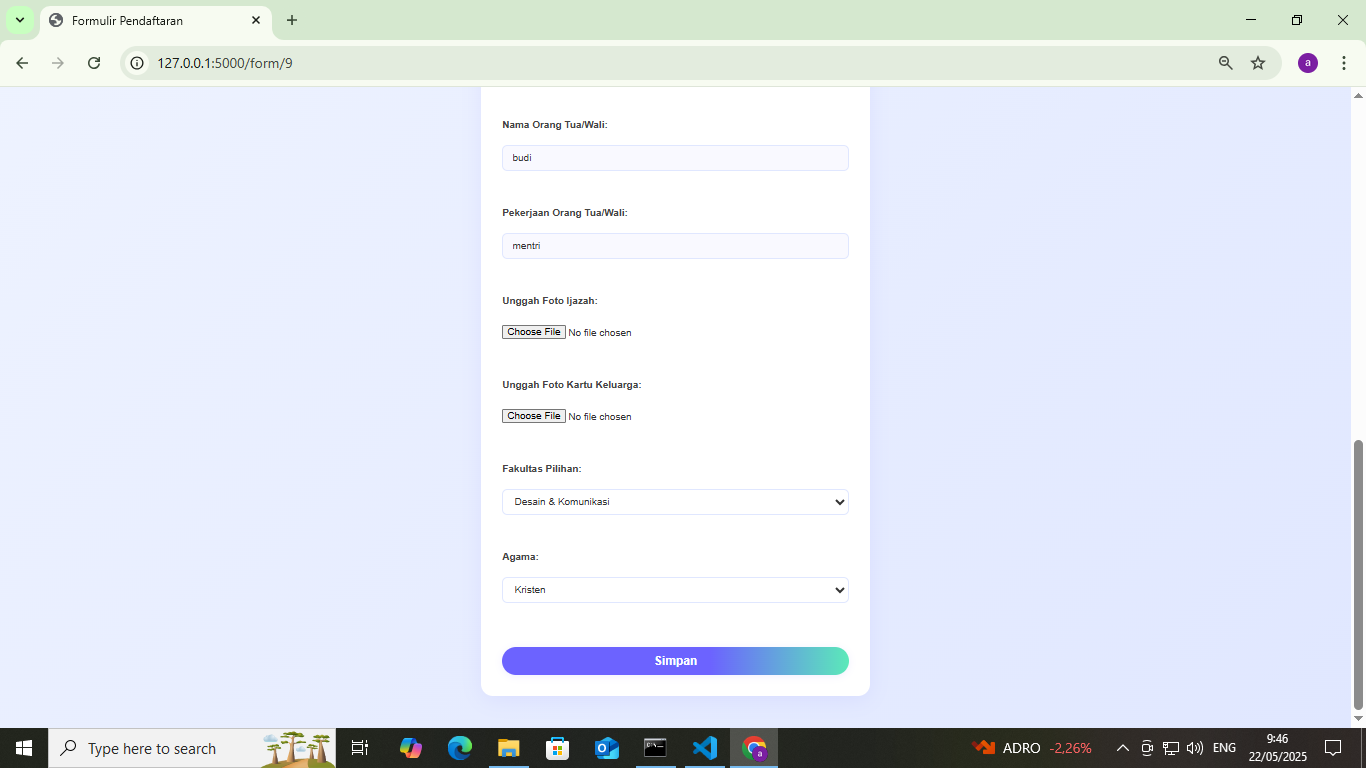 Formulir Pendaftaran
127.0.0.1:5000/form/9
a
Nama Orang Tua/Wali:
budi
Pekerjaan Orang Tua/Wali:
mentri
Unggah Foto Ijazah:
Choose File No file chosen
Unggah Foto Kartu Keluarga:
Choose File No file chosen
Fakultas Pilihan:
Desain & Komunikasi
Agama:
Kristen
Simpan
Type here to search
a
ADRO -2,26%
ENG
9:46
22/05/2025